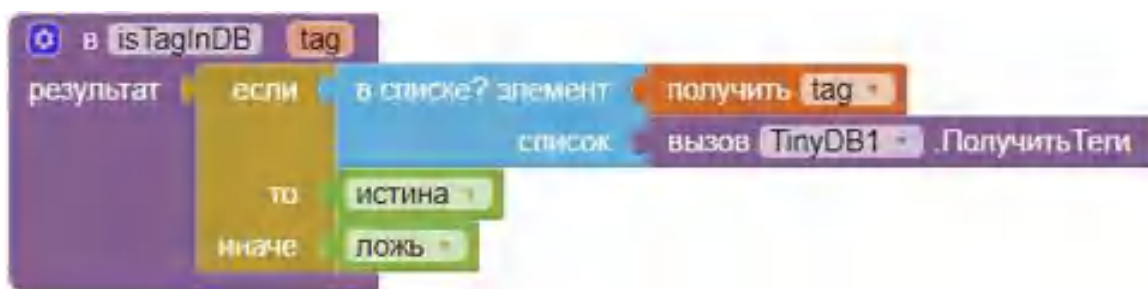 в isTagInDB tag
результат если в списке? элемент получить tag
список вызов TinyDB1 .ПолучитьТеги
то истина
иначе ложь